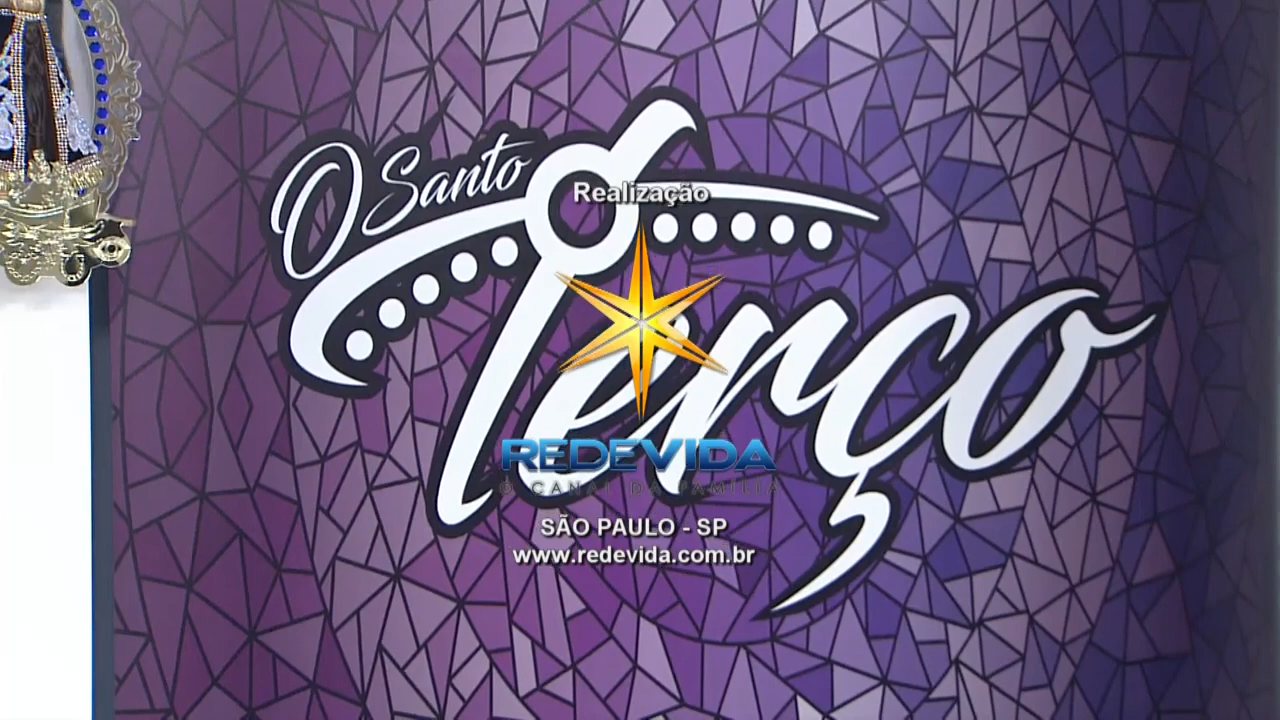 O Santo
Terço
Realização
REDEVIDA
O CANAL DA FAMÍLIA
SÃO PAULO - SP
www.redevida.com.br